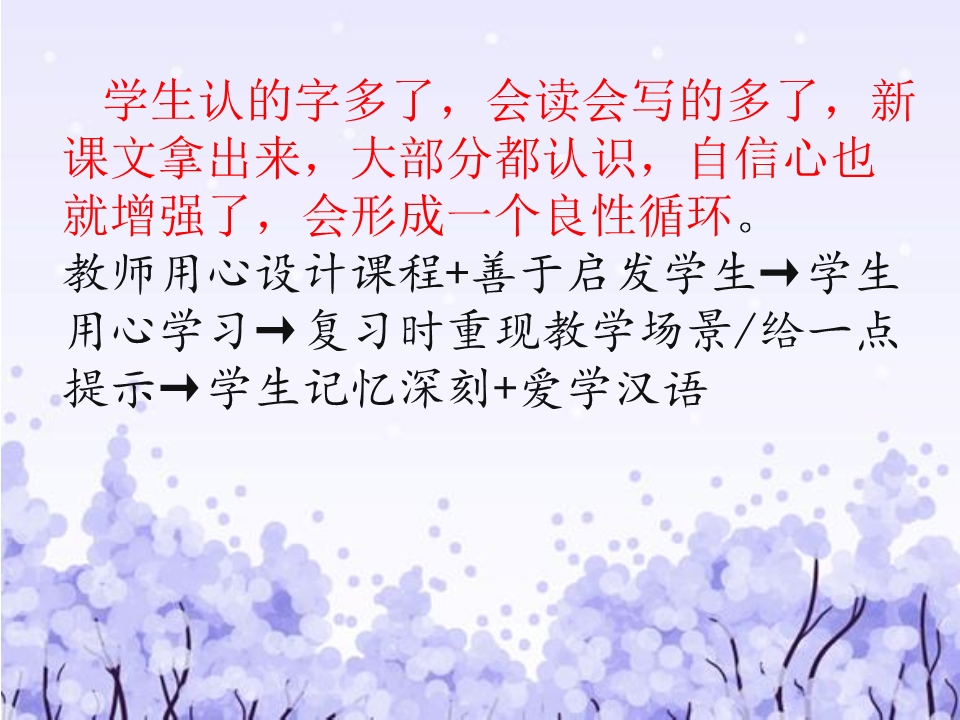 学生认的字多了，会读会写的多了，新
课文拿出来，大部分都认识，自信心也
就增强了，会形成一个良性循环。
教师用心设计课程+善于启发学生→学生
用心学习→复习时重现教学场景/给一点
提示→学生记忆深刻+爱学汉语